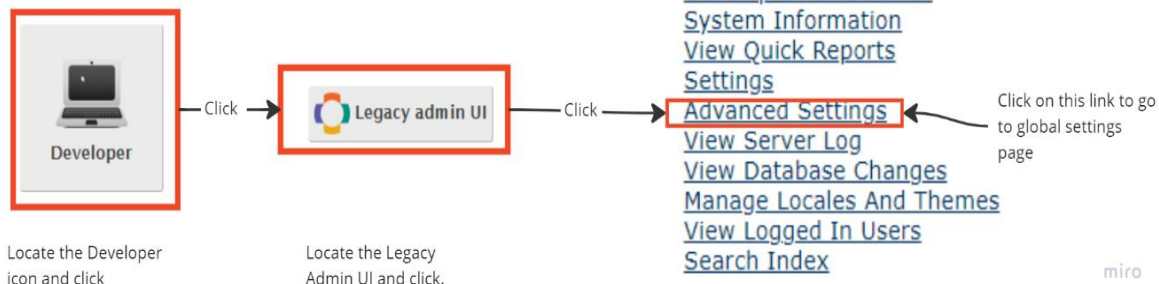 Developer
Locate the Developer
icon and click
Click
Legacy admin UI
Locate the Legacy
Admin UI and click.
Click
System Information
View Quick Reports
Settings
Advanced Settings
View Server Log
View Database Changes
Manage Locales And Themes
View Logged In Users
Search Index
Click on this link to go
to global settings
page
miro